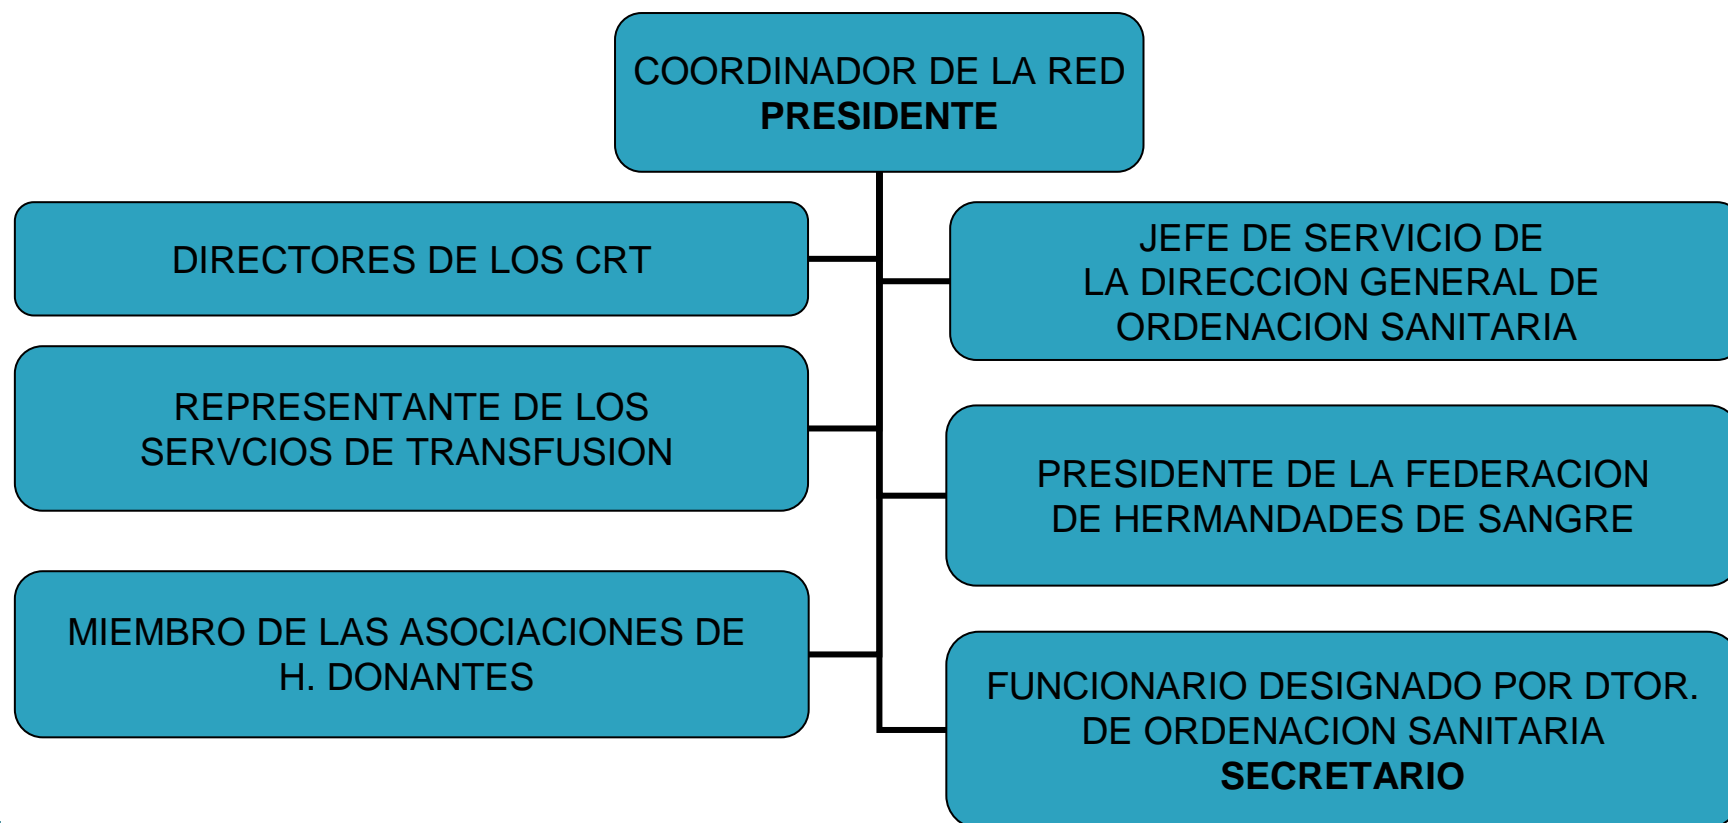 COORDINADOR DE LA RED
PRESIDENTE
DIRECTORES DE LOS CRT
JEFE DE SERVICIO DE
LA DIRECCION GENERAL DE
ORDENACION SANITARIA
REPRESENTANTE DE LOS
SERVCIOS DE TRANSFUSION
PRESIDENTE DE LA FEDERACION
DE HERMANDADES DE SANGRE
MIEMBRO DE LAS ASOCIACIONES DE
H. DONANTES
FUNCIONARIO DESIGNADO POR DTOR.
DE ORDENACION SANITARIA
SECRETARIO